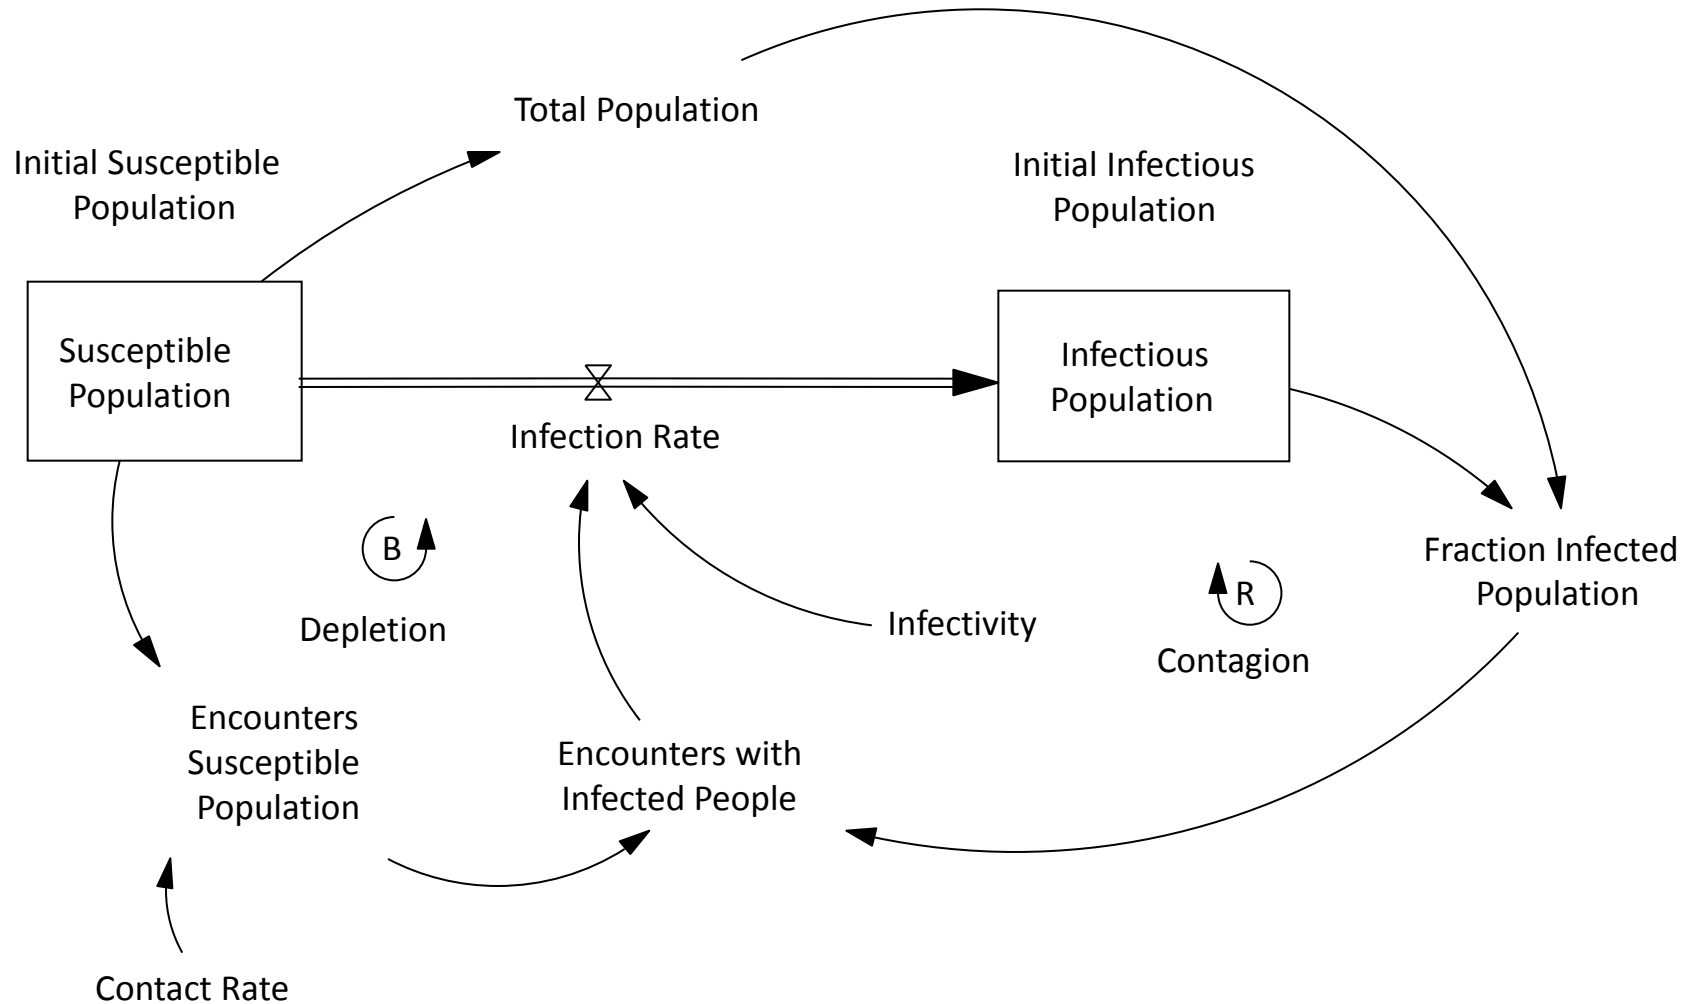 Total Population
Initial Susceptible
Population
Initial Infectious
Population
Susceptible
Population
Infectious
Population
Infection Rate
B
Depletion
Infectivity
R
Contagion
Fraction Infected
Population
Encounters
Susceptible
Population
Encounters with
Infected People
Contact Rate